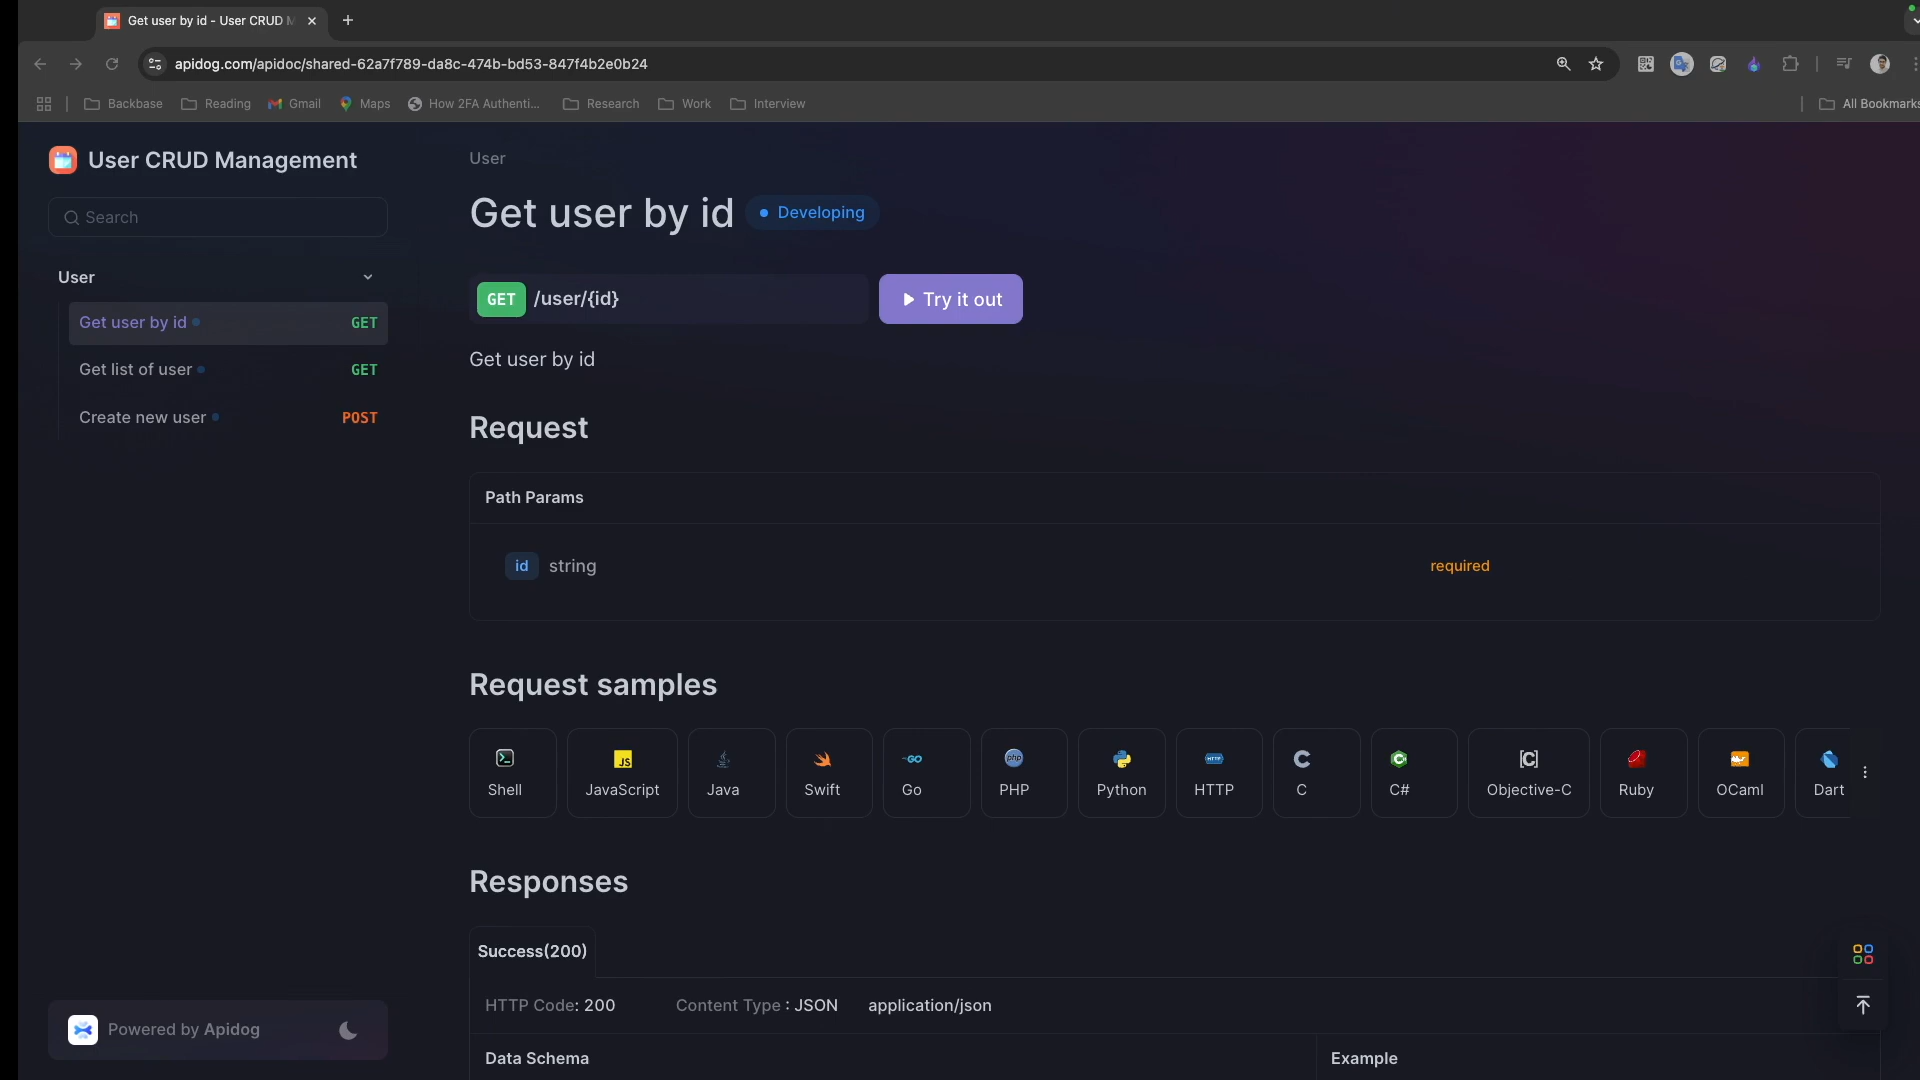 Get user by id - User CRUD M
apidog.com/apidoc/shared-62a7f789-da8c-474b-bd53-847f4b2e0b24
Backbase
Reading
Gmail
Maps
How 2FA Authenti...
Research
Work
Interview
All Bookmarks
User CRUD Management
Search
User
Get user by id GET
Get list of user GET
Create new user POST
Powered by Apidog
User
Get user by id
Developing
GET /user/{id}
Try it out
Get user by id
Request
Path Params
id string required
Request samples
Shell
JavaScript
Java
Swift
Go
PHP
Python
HTTP
C
C#
Objective-C
Ruby
OCaml
Dart
Responses
Success(200)
HTTP Code: 200 Content Type : JSON application/json
Data Schema
Example